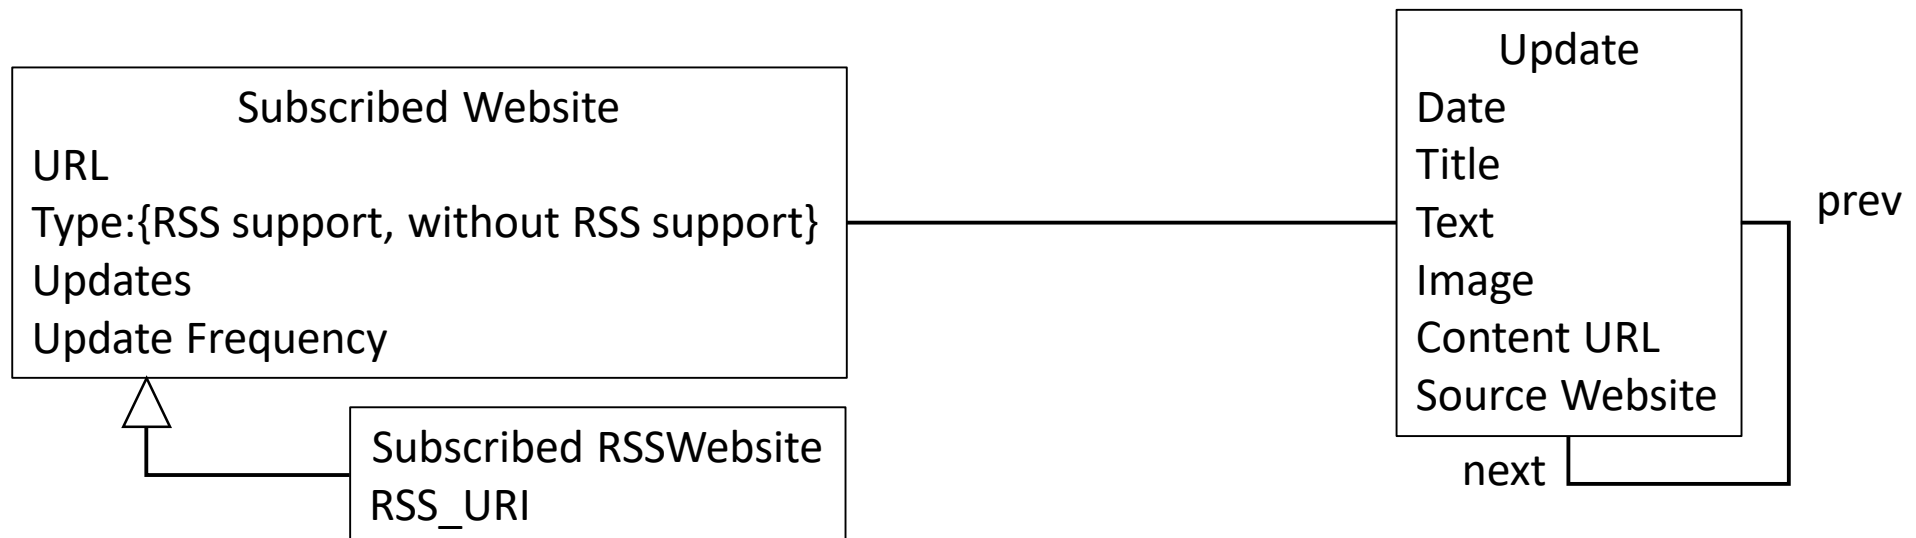 Subscribed Website
URL
Type:{RSS support, without RSS support}
Updates
Update Frequency
Subscribed RSSWebsite
RSS_URI
Update
Date
Title
Text
Image
Content URL
Source Website
prev
next